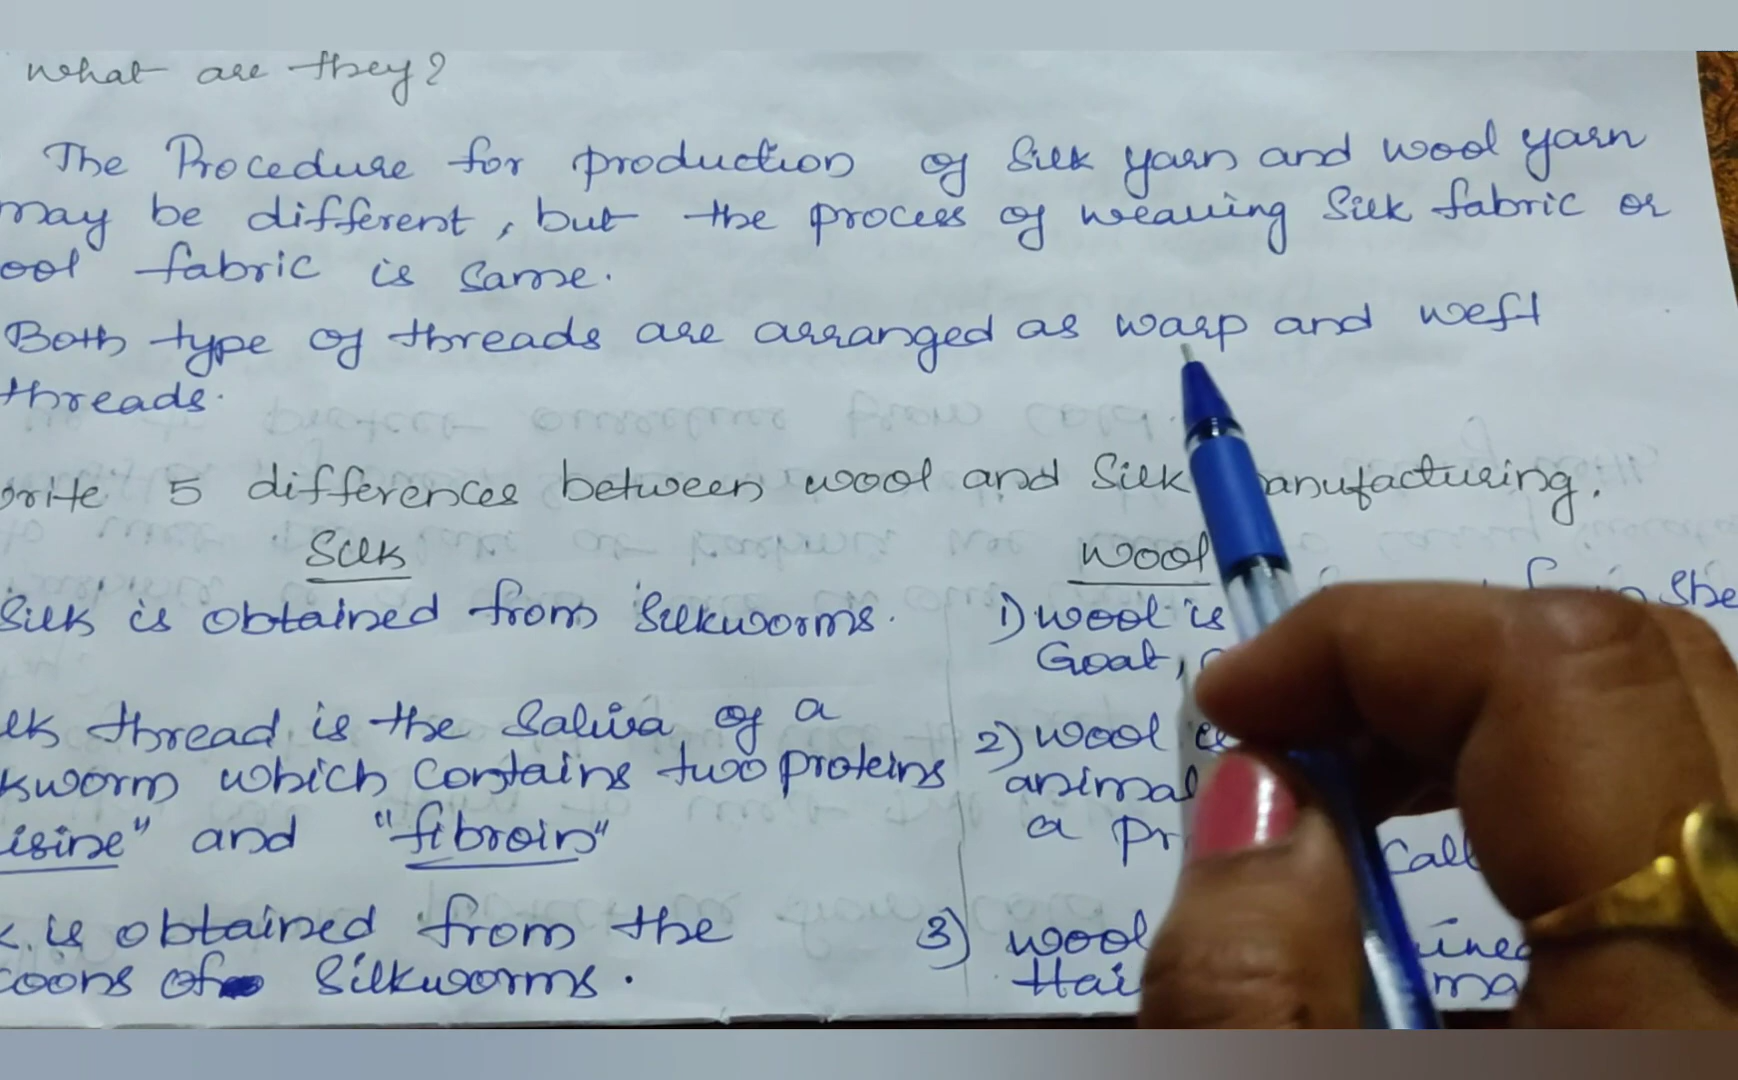 What are they?
The Procedure for production of Silk yarn and wool yarn
may be different, but the process of weaving Silk fabric or
ool fabric is same.
Both type of threads are arranged as warp and weft
threads.
orite 5 differences between wool and Silk anufacturing.
Silk
Wool
Silk is obtained from Silkworms.
1) wool is She
Goat,
lk thread is the Saliva of a
kworm which contains two proteins
isine" and "fibroin"
2) wool
animal
a pr call
k is obtained from the
coons of Silkworms.
3) wool ined
Hai ma